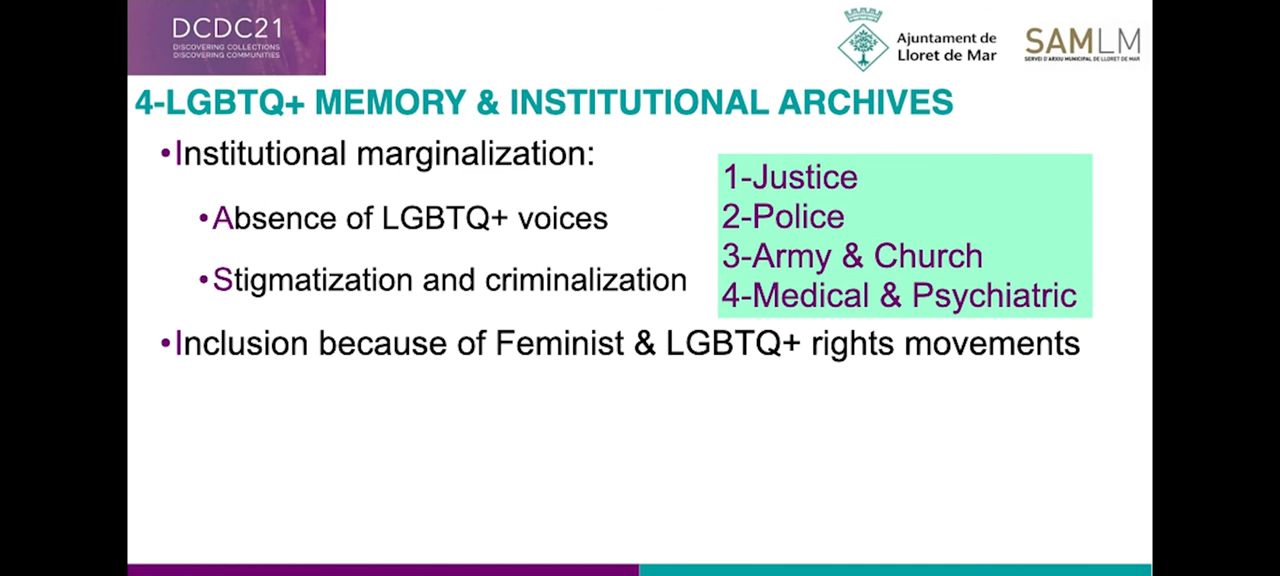 DCDC21
DISCOVERING COLLECTIONS
DISCOVERING COMMUNITIES
Ajuntament de
Lloret de Mar
SAMLM
SERVEI D'ARXIU MUNICIPAL DE LLORET DE MAR
4-LGBTQ+ MEMORY & INSTITUTIONAL ARCHIVES
•Institutional marginalization:
•Absence of LGBTQ+ voices
•Stigmatization and criminalization
1-Justice
2-Police
3-Army & Church
4-Medical & Psychiatric
•Inclusion because of Feminist & LGBTQ+ rights movements